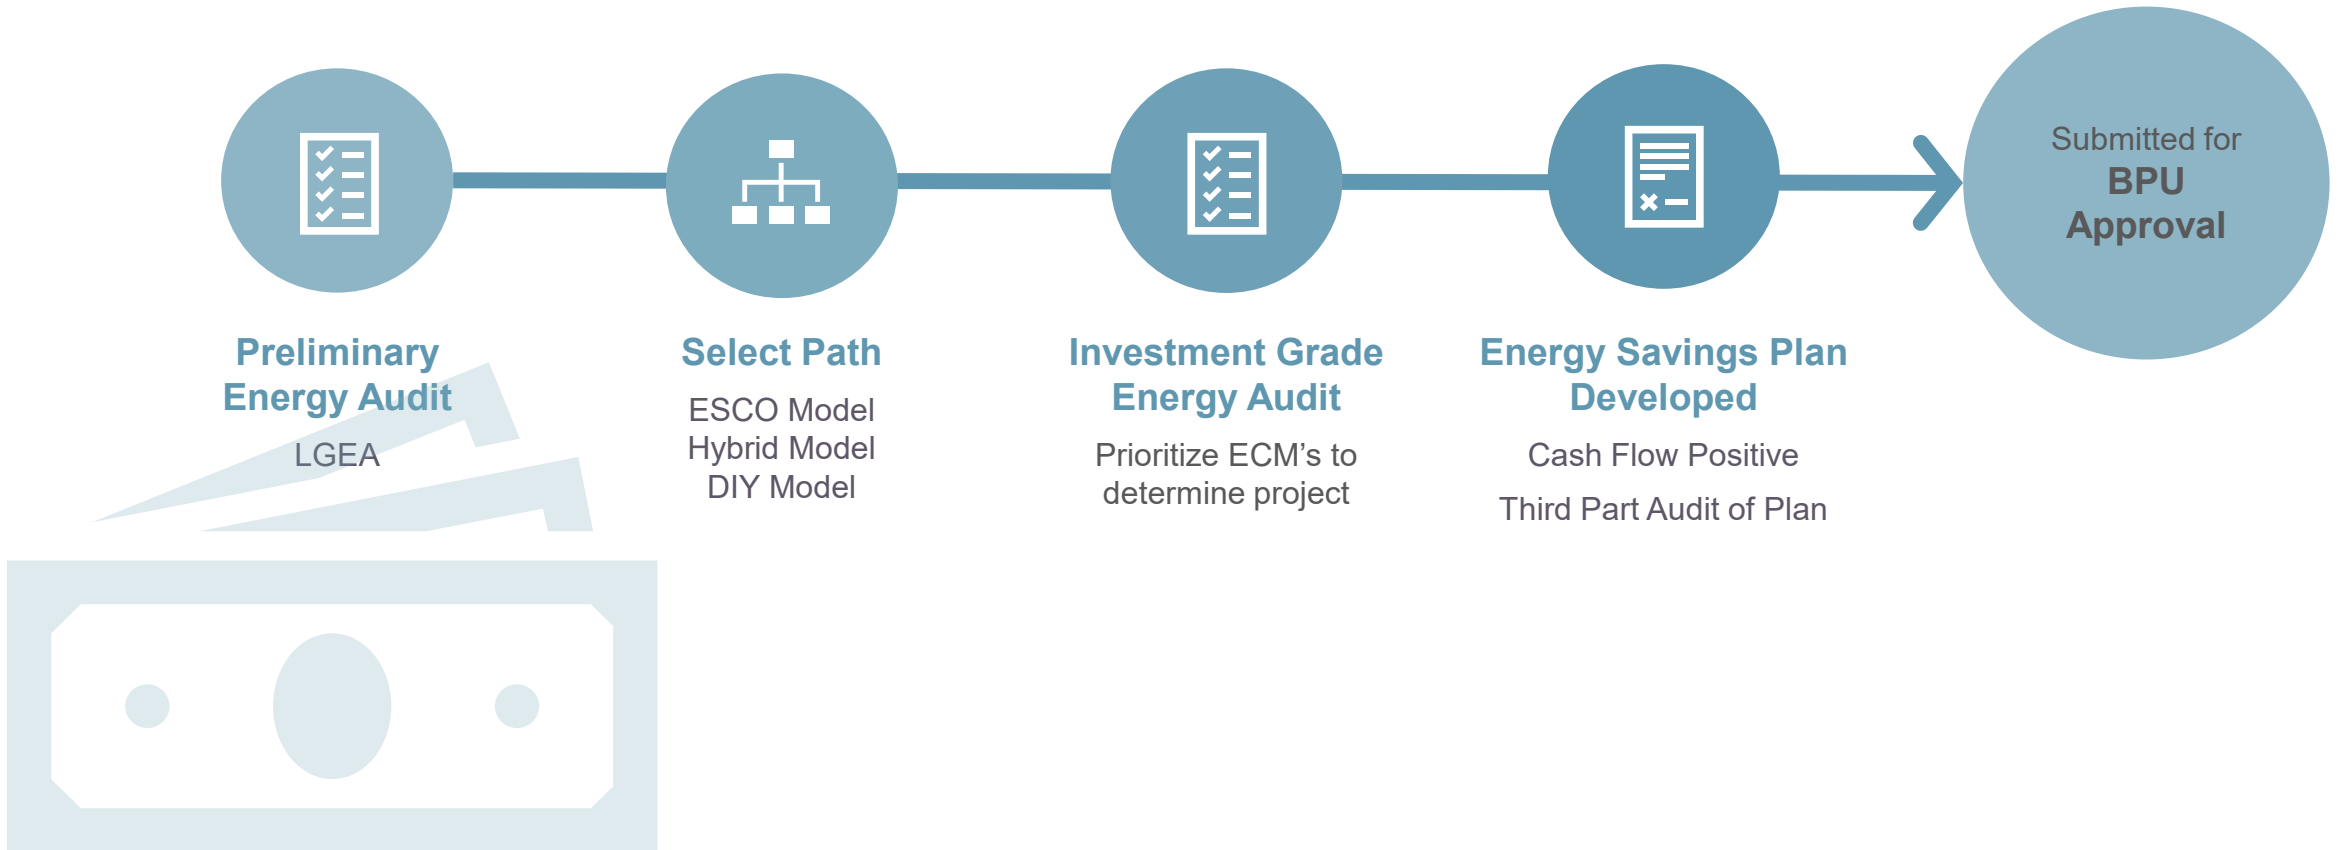 Preliminary
Energy Audit
LGEA
Select Path
ESCO Model
Hybrid Model
DIY Model
Investment Grade
Energy Audit
Prioritize ECM’s to
determine project
Energy Savings Plan
Developed
Cash Flow Positive
Third Part Audit of Plan
Submitted for
BPU
Approval